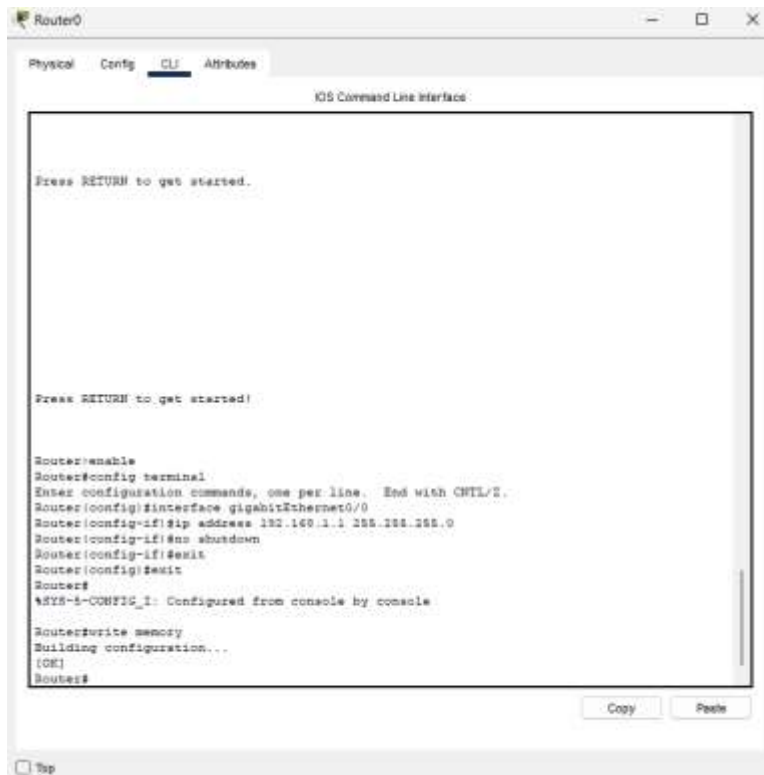 Router0
Physical Config CLI Attributes
IOS Command Line Interface
Press RETURN to get started.
Press RETURN to get started!
Router>enable
Router#config terminal
Enter configuration commands, one per line. End with CNTL/Z.
Router(config)#interface gigabitEthernet0/0
Router(config-if)#ip address 192.168.1.1 255.255.255.0
Router(config-if)#no shutdown
Router(config-if)#exit
Router(config)#exit
Router#
%SYS-5-CONFIG_I: Configured from console by console
Router#write memory
Building configuration...
[OK]
Router#
Copy Paste
Top